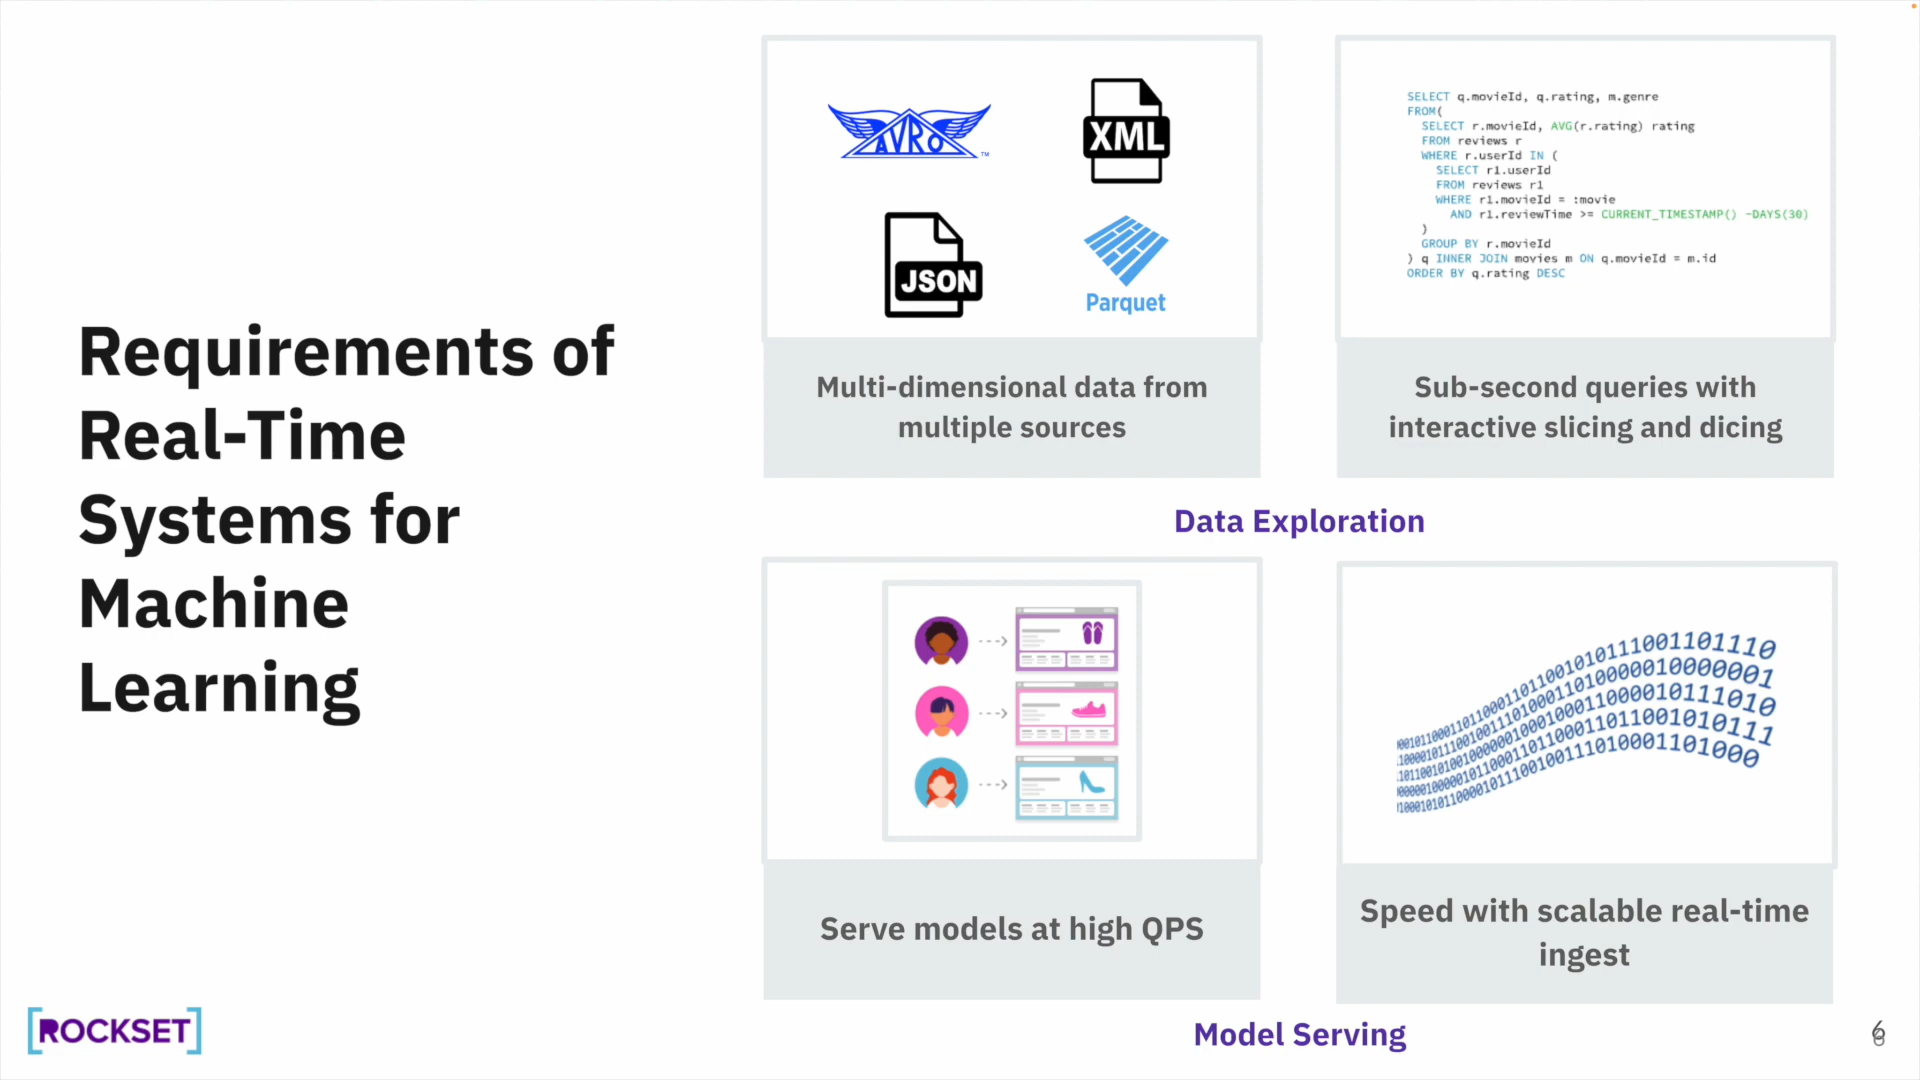 Requirements of
Real-Time
Systems for
Machine
Learning
AVRO
TM
XML
JSON
Parquet
Multi-dimensional data from
multiple sources
SELECT q.movieId, q.rating, m.genre
FROM(
SELECT r.movieId, AVG(r.rating) rating
FROM reviews r
WHERE r.userId IN (
SELECT r1.userId
FROM reviews r1
WHERE r1.movieId = :movie
AND r1.reviewTime >= CURRENT_TIMESTAMP() -DAYS(30)
)
GROUP BY r.movieId
) q INNER JOIN movies m ON q.movieId = m.id
ORDER BY q.rating DESC
Sub-second queries with
interactive slicing and dicing
Data Exploration
Serve models at high QPS
Speed with scalable real-time
ingest
Model Serving
[ROCKSET]
6